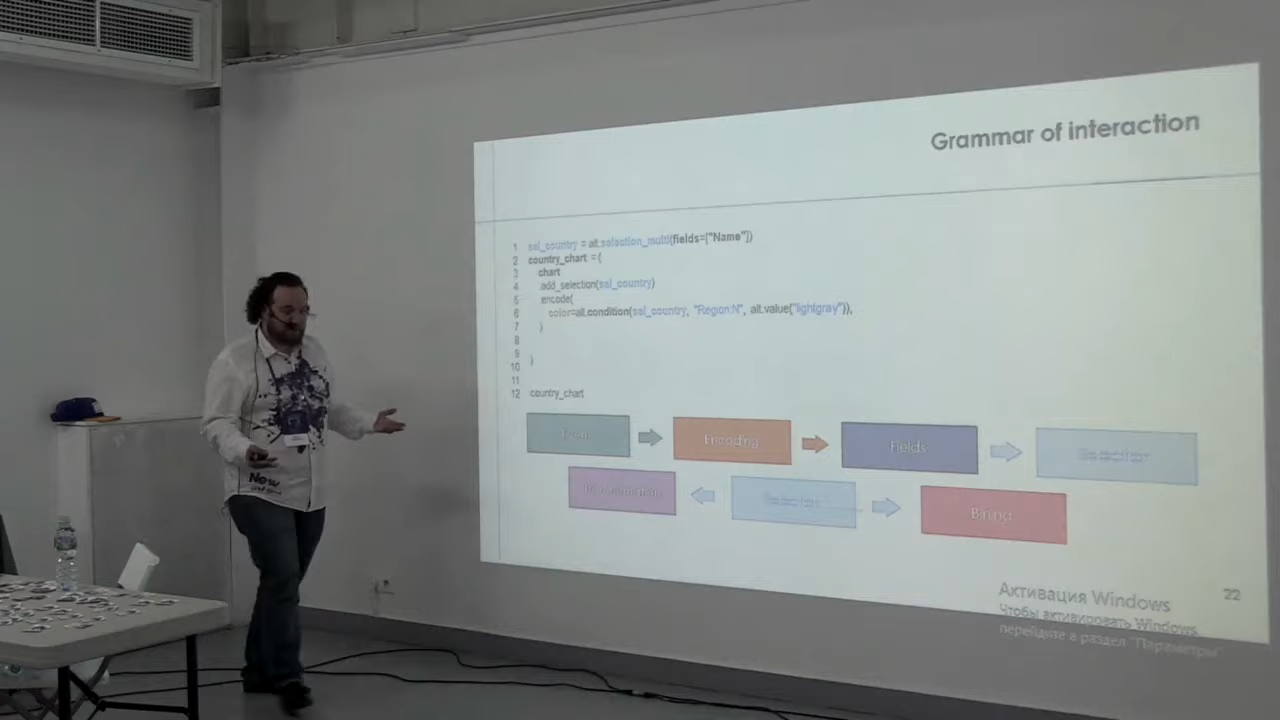 Grammar of interaction
1 sel_country = alt.selection_multi(fields=["Name"])
2 country_chart = (
3 chart
4 .add_selection(sel_country)
5 .encode(
6 color=alt.condition(sel_country, "Region:N", alt.value("lightgray")),
7 )
8
9
10 )
11
12 country_chart
Encoding
Fields
Binng
New
Активация Windows
22
Чтобы активировать Windows,
перейдите в раздел "Параметры".